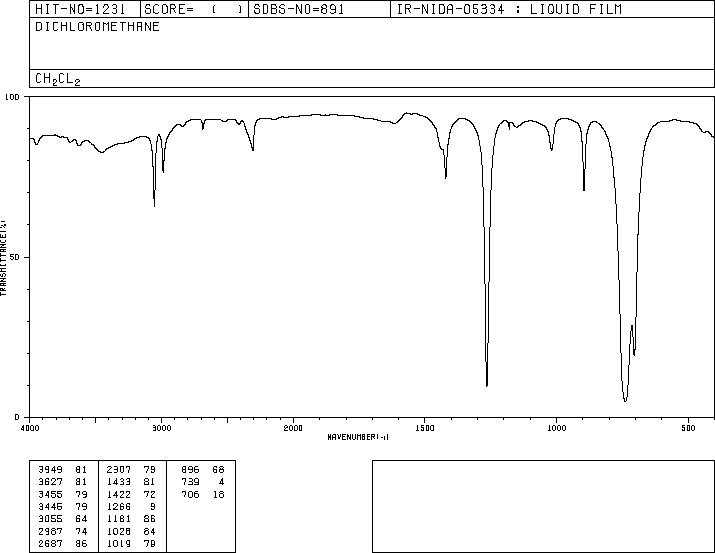 HIT-NO=1231 SCORE= ( ) SDBS-NO=891 IR-NIDA-05334 : LIQUID FILM
DICHLOROMETHANE
CH2CL2
100
50
0
TRANSMITTANCE(%)
4000 3000 2000 1500 1000 500
WAVENUMBER(-1)
3949 81 2307 79 896 68
3627 81 1433 81 739 4
3455 79 1422 72 706 18
3445 79 1266 9
3055 64 1181 86
2987 74 1028 84
2687 86 1019 79